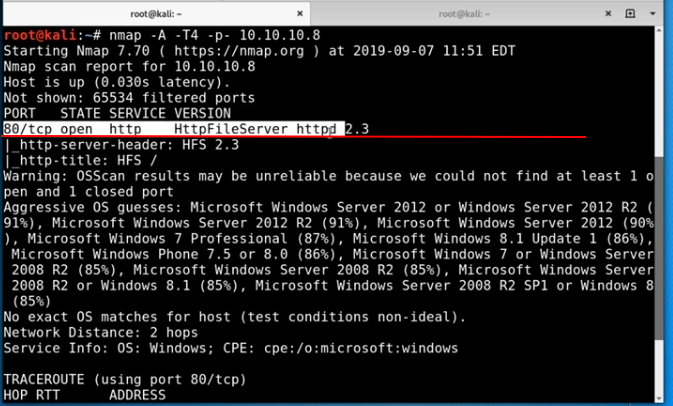 root@kali: ~
root@kali: ~
root@kali:~# nmap -A -T4 -p- 10.10.10.8
Starting Nmap 7.70 ( https://nmap.org ) at 2019-09-07 11:51 EDT
Nmap scan report for 10.10.10.8
Host is up (0.030s latency).
Not shown: 65534 filtered ports
PORT   STATE SERVICE VERSION
80/tcp open  http    HttpFileServer httpd 2.3
|_http-server-header: HFS 2.3
|_http-title: HFS /
Warning: OSScan results may be unreliable because we could not find at least 1 o
pen and 1 closed port
Aggressive OS guesses: Microsoft Windows Server 2012 or Windows Server 2012 R2 (
91%), Microsoft Windows Server 2012 R2 (91%), Microsoft Windows Server 2012 (90%
), Microsoft Windows 7 Professional (87%), Microsoft Windows 8.1 Update 1 (86%),
 Microsoft Windows Phone 7.5 or 8.0 (86%), Microsoft Windows 7 or Windows Server
 2008 R2 (85%), Microsoft Windows Server 2008 R2 (85%), Microsoft Windows Server
 2008 R2 or Windows 8.1 (85%), Microsoft Windows Server 2008 R2 SP1 or Windows 8
 (85%)
No exact OS matches for host (test conditions non-ideal).
Network Distance: 2 hops
Service Info: OS: Windows; CPE: cpe:/o:microsoft:windows
TRACEROUTE (using port 80/tcp)
HOP RTT      ADDRESS